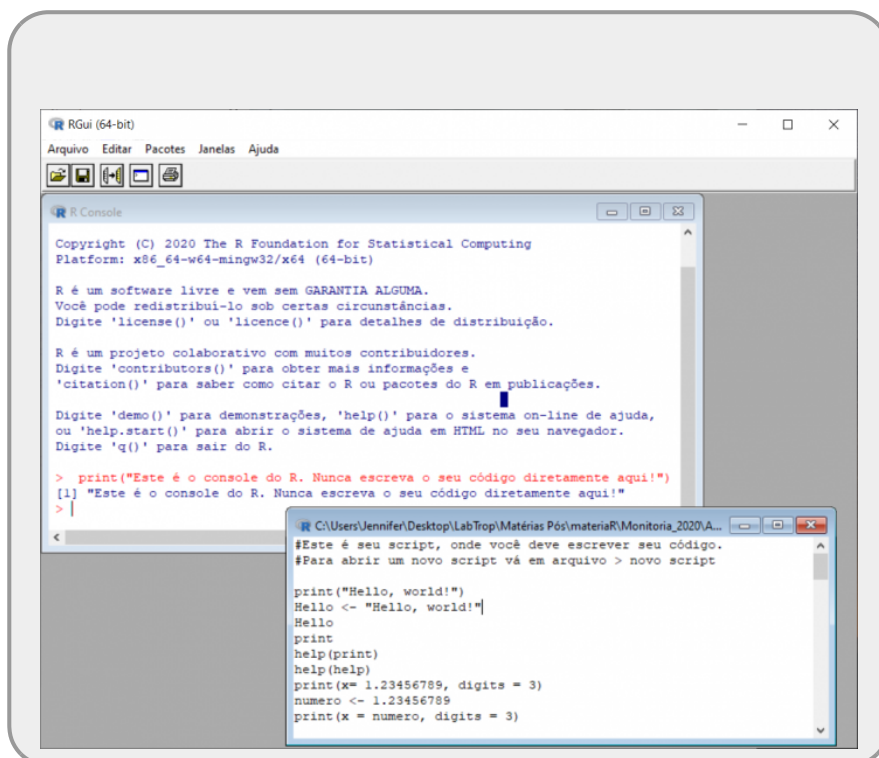 RGui (64-bit)
Arquivo Editar Pacotes Janelas Ajuda
R Console
Copyright (C) 2020 The R Foundation for Statistical Computing
Platform: x86_64-w64-mingw32/x64 (64-bit)
R é um software livre e vem sem GARANTIA ALGUMA.
Você pode redistribuí-lo sob certas circunstâncias.
Digite 'license()' ou 'licence()' para detalhes de distribuição.
R é um projeto colaborativo com muitos contribuidores.
Digite 'contributors()' para obter mais informações e
'citation()' para saber como citar o R ou pacotes do R em publicações.
Digite 'demo()' para demonstrações, 'help()' para o sistema on-line de ajuda,
ou 'help.start()' para abrir o sistema de ajuda em HTML no seu navegador.
Digite 'q()' para sair do R.
> print("Este é o console do R. Nunca escreva o seu código diretamente aqui!")
[1] "Este é o console do R. Nunca escreva o seu código diretamente aqui!"
>
C:\Users\Jennifer\Desktop\LabTrop\Matérias Pós\materiaR\Monitoria_2020\A...
#Este é seu script, onde você deve escrever seu código.
#Para abrir um novo script vá em arquivo > novo script
print("Hello, world!")
Hello <- "Hello, world!"
Hello
print
help(print)
help(help)
print(x= 1.23456789, digits = 3)
numero <- 1.23456789
print(x = numero, digits = 3)